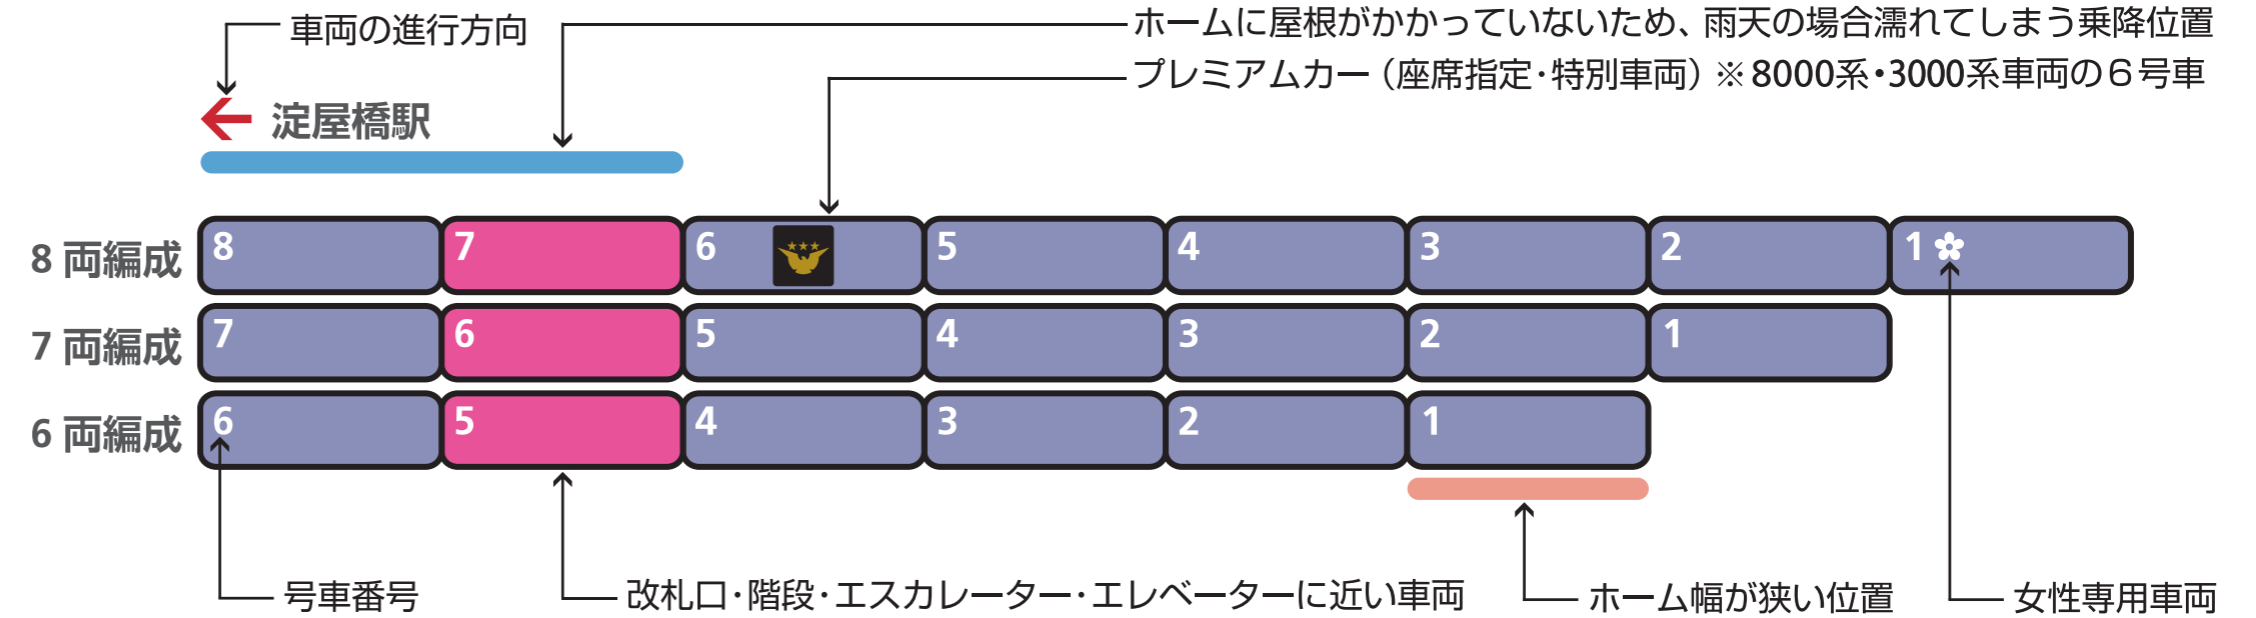 車両の進行方向
ホームに屋根がかかっていないため、雨天の場合濡れてしまう乗降位置
プレミアムカー（座席指定・特別車両）※8000系・3000系車両の６号車
淀屋橋駅
8 両編成 8 7 6 5 4 3 2 1
7 両編成 7 6 5 4 3 2 1
6 両編成 6 5 4 3 2 1
号車番号
改札口・階段・エスカレーター・エレベーターに近い車両
ホーム幅が狭い位置
女性専用車両